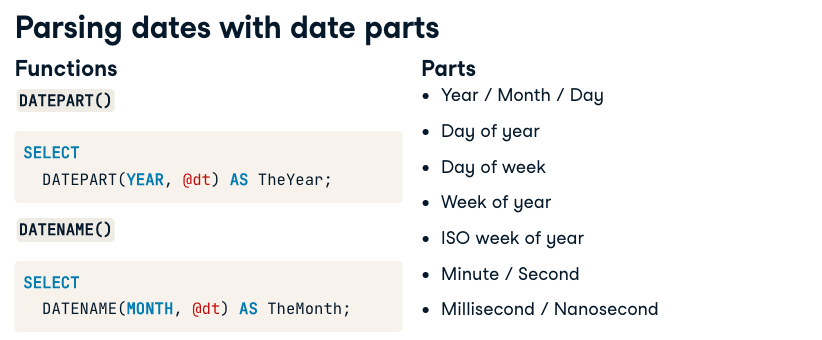 Parsing dates with date parts
Functions
DATEPART()
SELECT
DATEPART(YEAR, @dt) AS TheYear;
DATENAME()
SELECT
DATENAME(MONTH, @dt) AS TheMonth;
Parts
• Year / Month / Day
• Day of year
• Day of week
• Week of year
• ISO week of year
• Minute / Second
• Millisecond / Nanosecond